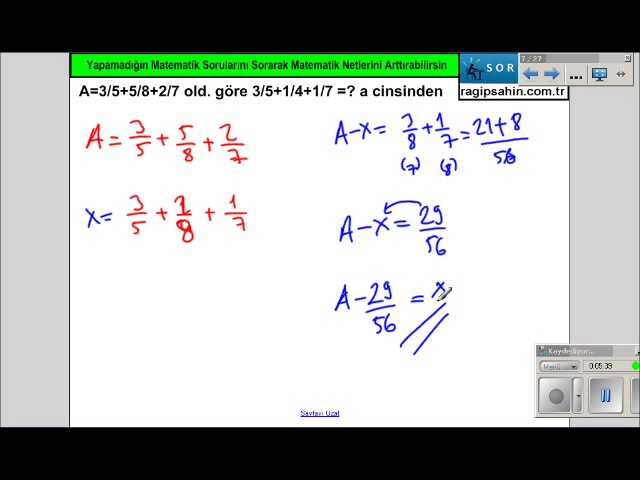 Yapamadığın Matematik Sorularını Sorarak Matematik Netlerini Arttırabilirsin
SOR
7 / 27
A=3/5+5/8+2/7 old. göre 3/5+1/4+1/7 =? a cinsinden
ragipsahin.com
A = 3/5 + 5/8 + 2/7
x = 3/5 + 2/8 + 1/7
A - x = 3/8 + 1/7 = 21+8/56
(7) (8)
A - x = 29/56
A - 29/56 = x
Kaydediyor...
Menü
0:05:39
Sayfayı Uzat